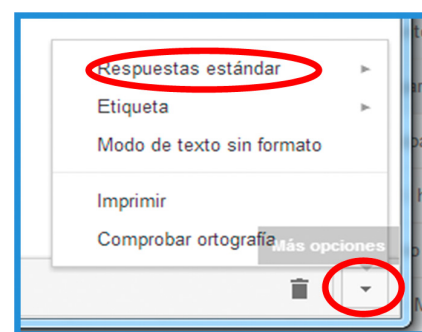 Respuestas estándar
Etiqueta
Modo de texto sin formato
Imprimir
Comprobar ortografía
Más opciones